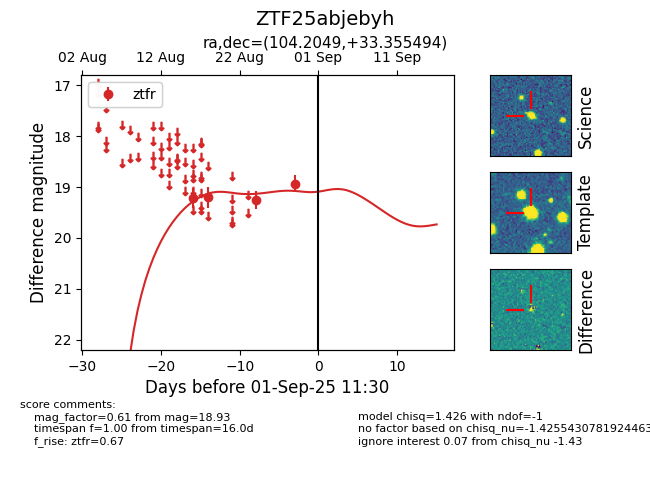 ZTF25abjebyh
ra,dec=(104.2049,+33.355494)
02 Aug 12 Aug 22 Aug 01 Sep 11 Sep
ztfr
17
18
19
20
21
22
Difference magnitude
−30 −20 −10 0 10
Days before 01-Sep-25 11:30
Science
Template
Difference
score comments:
mag_factor=0.61 from mag=18.93
timespan f=1.00 from timespan=16.0d
f_rise: ztfr=0.67
model chisq=1.426 with ndof=-1
no factor based on chisq_nu=-1.4255430781924463
ignore interest 0.07 from chisq_nu -1.43